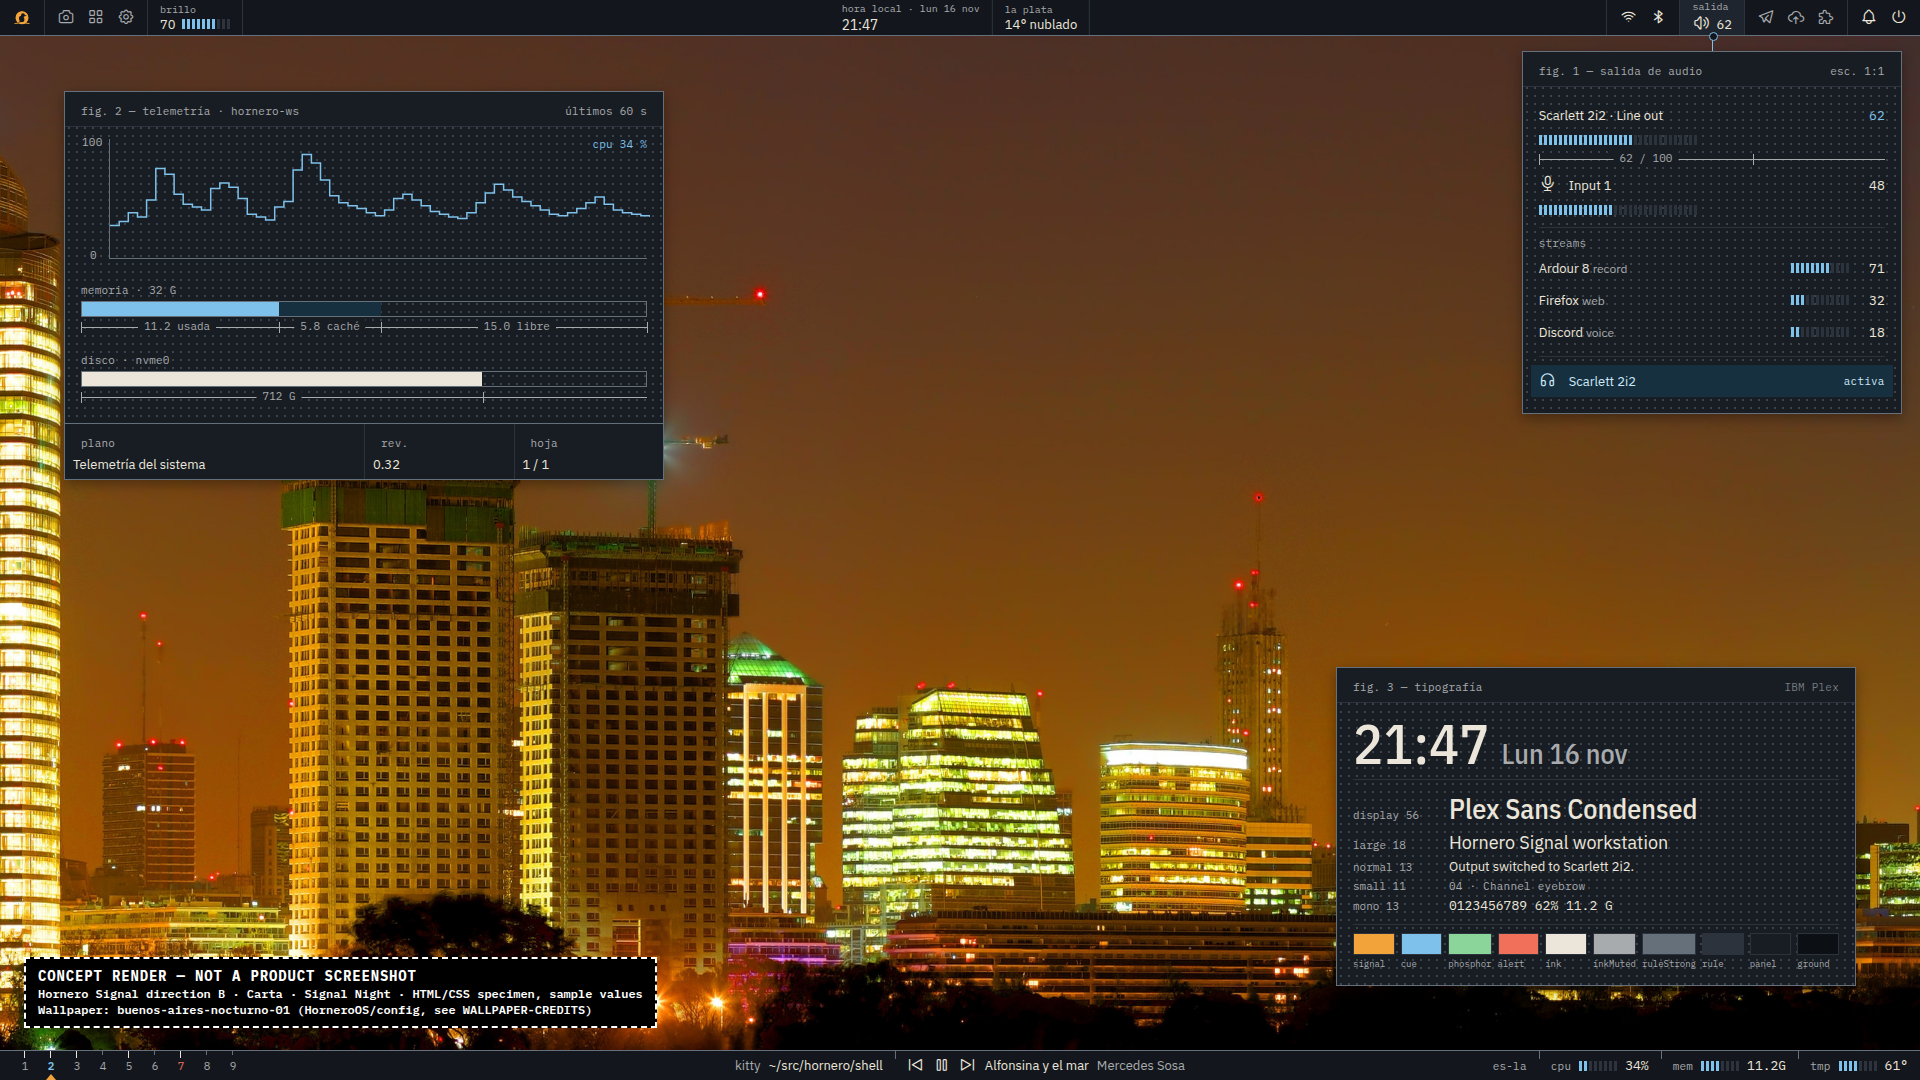 brillo
70
hora local · lun 16 nov
21:47
la plata
14° nublado
salida
62
fig. 1 — salida de audio
esc. 1:1
Scarlett 2i2 · Line out
62
62 / 100
Input 1
48
streams
Ardour 8 record
71
Firefox web
32
Discord voice
18
Scarlett 2i2
activa
fig. 2 — telemetría · hornero-ws
últimos 60 s
100
cpu 34 %
0
memoria · 32 G
11.2 usada
5.8 caché
15.0 libre
disco · nvme0
712 G
plano
rev.
hoja
Telemetría del sistema
0.32
1 / 1
fig. 3 — tipografía
IBM Plex
21:47 Lun 16 nov
display 56 Plex Sans Condensed
large 18 Hornero Signal workstation
normal 13 Output switched to Scarlett 2i2.
small 11 04 · Channel eyebrow
mono 13 0123456789 62% 11.2 G
signal cue phosphor alert ink inkMuted ruleStrong rule panel ground
CONCEPT RENDER — NOT A PRODUCT SCREENSHOT
Hornero Signal direction B · Carta · Signal Night · HTML/CSS specimen, sample values
Wallpaper: buenos-aires-nocturno-01 (HorneroOS/config, see WALLPAPER-CREDITS)
1 2 3 4 5 6 7 8 9
kitty ~/src/hornero/shell
Alfonsina y el mar Mercedes Sosa
es-la
cpu 34%
mem 11.2G
tmp 61°